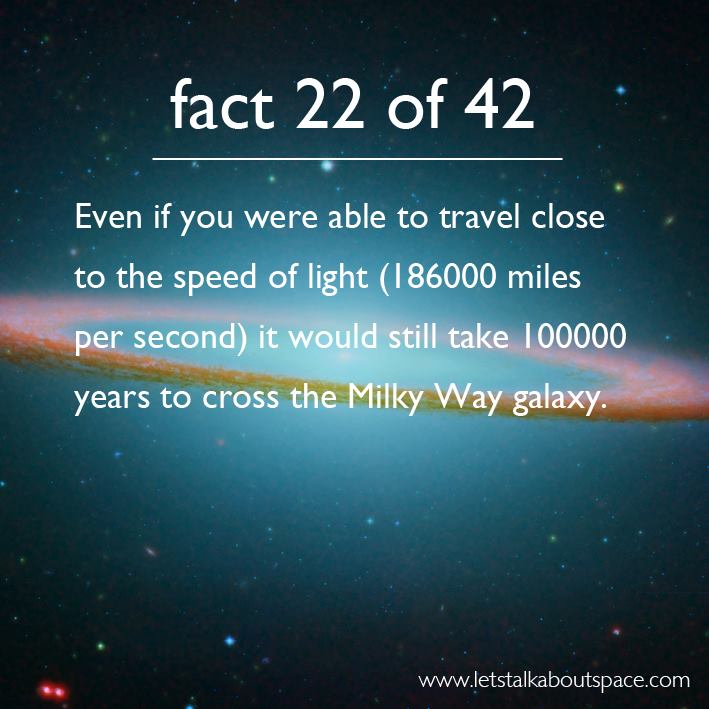 fact 22 of 42
Even if you were able to travel close
to the speed of light (186000 miles
per second) it would still take 100000
years to cross the Milky Way galaxy.
www.letstalkaboutspace.com